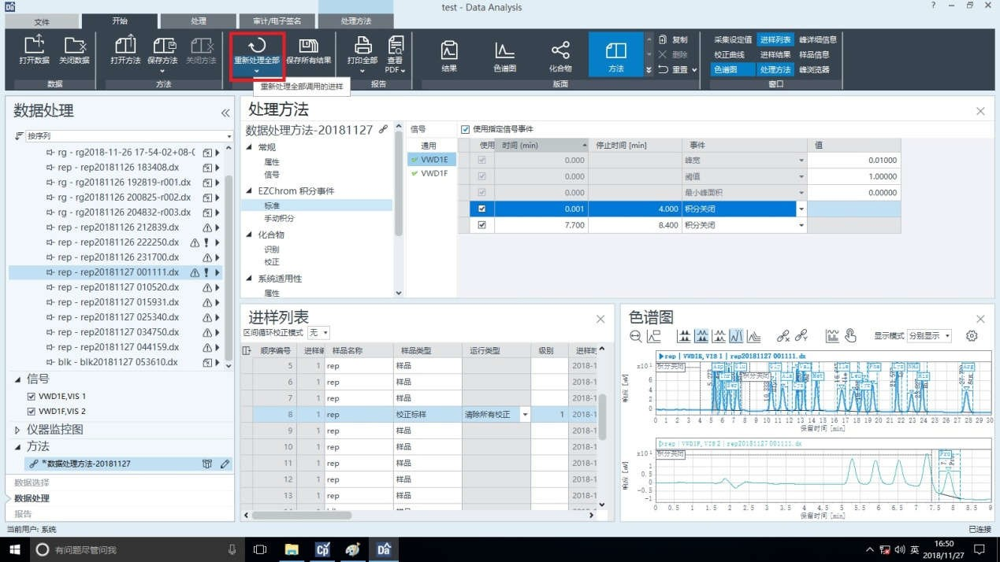 Da
test - Data Analysis
文件 开始 处理 审计/电子签名 处理方法
打开数据 关闭数据 打开方法 保存方法 关闭方法 重新处理全部 保存所有结果 打印全部 查看 PDF 结果 色谱图 化合物 方法
复制 删除 重置
采集设定值 进样列表 峰详细信息
校正曲线 进样结果 样品信息
色谱图 处理方法 峰浏览器
数据 方法 报告 版面 窗口
重新处理全部调用的进样
数据处理
按序列
rg - rg2018-11-26 17-54-02+08-0
rep - rep20181126 183408.dx
rg - rg20181126 192819-r001.dx
rg - rg20181126 200825-r002.dx
rg - rg20181126 204832-r003.dx
rep - rep20181126 212839.dx
rep - rep20181126 222250.dx
rep - rep20181126 231700.dx
rep - rep20181127 001111.dx
rep - rep20181127 010520.dx
rep - rep20181127 015931.dx
rep - rep20181127 025340.dx
rep - rep20181127 034750.dx
rep - rep20181127 044159.dx
blk - blk20181127 053610.dx
信号
VWD1E,VIS 1
VWD1F,VIS 2
仪器监控图
方法
*数据处理方法-20181127
数据选择
数据处理
报告
当前用户: 系统
处理方法
数据处理方法-20181127
常规
属性
信号
EZChrom 积分事件
标准
手动积分
化合物
识别
校正
系统适用性
属性
信号
通用
VWD1E
VWD1F
使用指定信号事件
使用 时间 (min) 停止时间 [min] 事件 值
0.000 峰宽 0.01000
0.000 阈值 1.00000
0.000 最小峰面积 0.00000
0.001 4.000 积分关闭
7.700 8.400 积分关闭
进样列表
区间循环校正模式 无
顺序编号 进样编 样品名称 样品类型 运行类型 级别 进样时
5 1 rep 样品 2018-1
6 1 rep 样品 2018-1
7 1 rep 样品 2018-1
8 1 rep 校正标样 清除所有校正 1 2018-1
9 1 rep 样品 2018-1
10 1 rep 样品 2018-1
11 1 rep 样品 2018-1
12 1 rep 样品 2018-1
13 1 rep 样品 2018-1
色谱图
显示模式 分别显示
rep | VWD1E,VIS 1 | rep20181127 001111.dx
积分关闭
x10¹
响应 [mV]
6
4
2
0
0 1 2 3 4 5 6 7 8 9 10 11 12 13 14 15 16 17 18 19 20 21 22 23 24 25 26 27 28 29 30
保留时间 [min]
rep | VWD1F,VIS 2 | rep20181127 001111.dx
积分关闭
Pro
x10¹
响应 [mV]
1
0.5
0
-0.5
-1
0 0.5 1 1.5 2 2.5 3 3.5 4 4.5 5 5.5 6 6.5 7 7.5 8 8.5 9
保留时间 [min]
已连接
有问题尽管问我
Cp
Da
英
16:50
2018/11/27